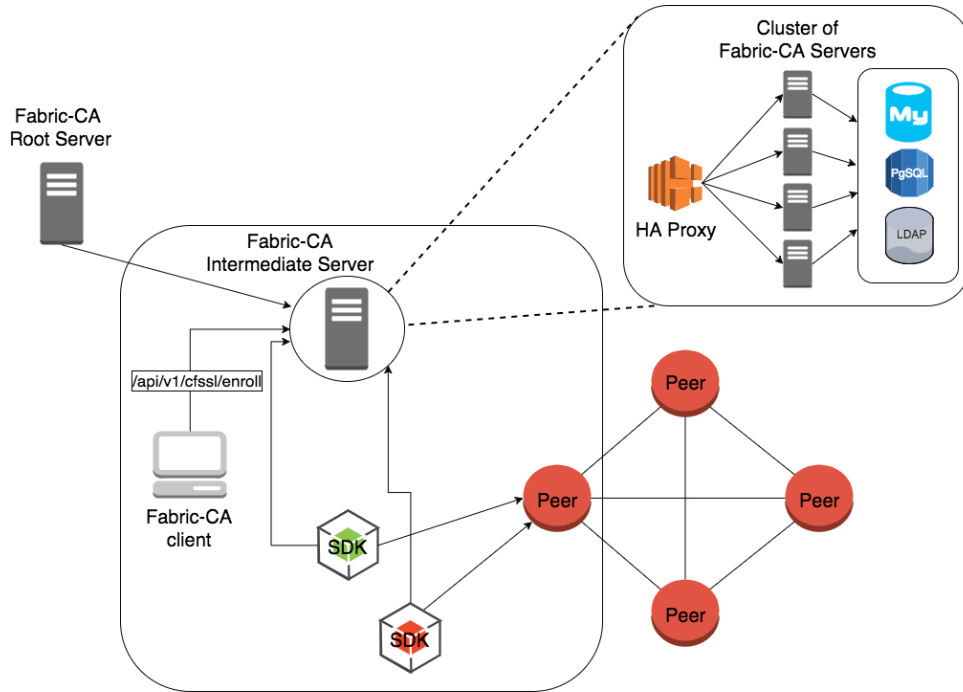 Cluster of
Fabric-CA Servers
My
PgSQL
LDAP
HA Proxy
Fabric-CA
Root Server
Fabric-CA
Intermediate Server
/api/v1/cfssl/enroll
Fabric-CA
client
SDK
SDK
Peer
Peer
Peer
Peer